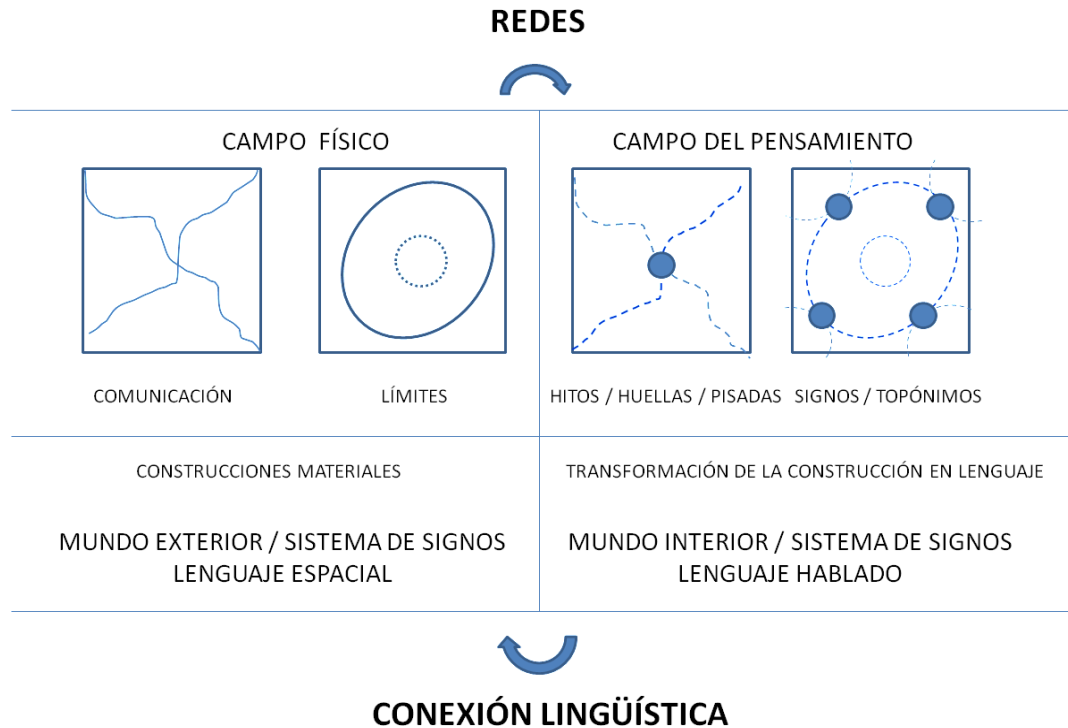 REDES
CAMPO FÍSICO
CAMPO DEL PENSAMIENTO
COMUNICACIÓN
LÍMITES
HITOS / HUELLAS / PISADAS
SIGNOS / TOPÓNIMOS
CONSTRUCCIONES MATERIALES
TRANSFORMACIÓN DE LA CONSTRUCCIÓN EN LENGUAJE
MUNDO EXTERIOR / SISTEMA DE SIGNOS
LENGUAJE ESPACIAL
MUNDO INTERIOR / SISTEMA DE SIGNOS
LENGUAJE HABLADO
CONEXIÓN LINGÜÍSTICA